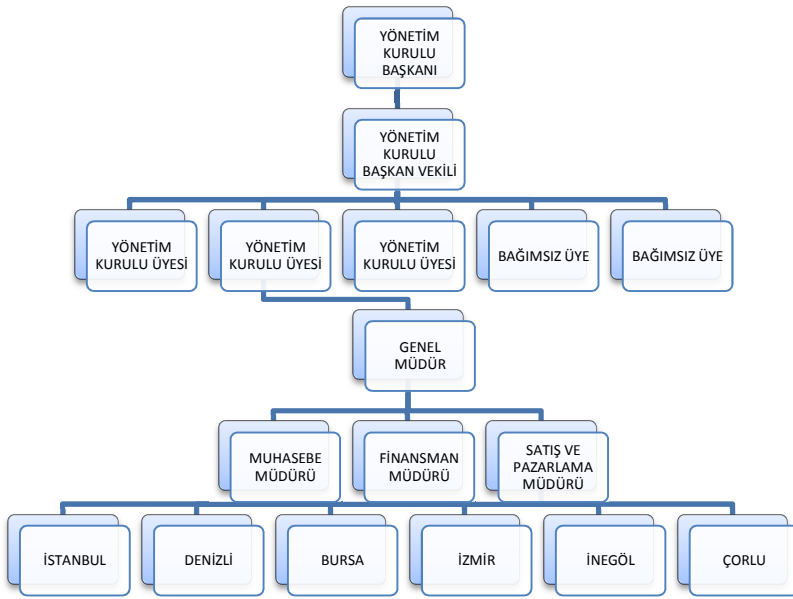 YÖNETİM
KURULU
BAŞKANI
YÖNETİM
KURULU
BAŞKAN VEKİLİ
YÖNETİM
KURULU ÜYESİ
YÖNETİM
KURULU ÜYESİ
YÖNETİM
KURULU ÜYESİ
BAĞIMSIZ ÜYE
BAĞIMSIZ ÜYE
GENEL
MÜDÜR
MUHASEBE
MÜDÜRÜ
FİNANSMAN
MÜDÜRÜ
SATIŞ VE
PAZARLAMA
MÜDÜRÜ
İSTANBUL
DENİZLİ
BURSA
İZMİR
İNEGÖL
ÇORLU